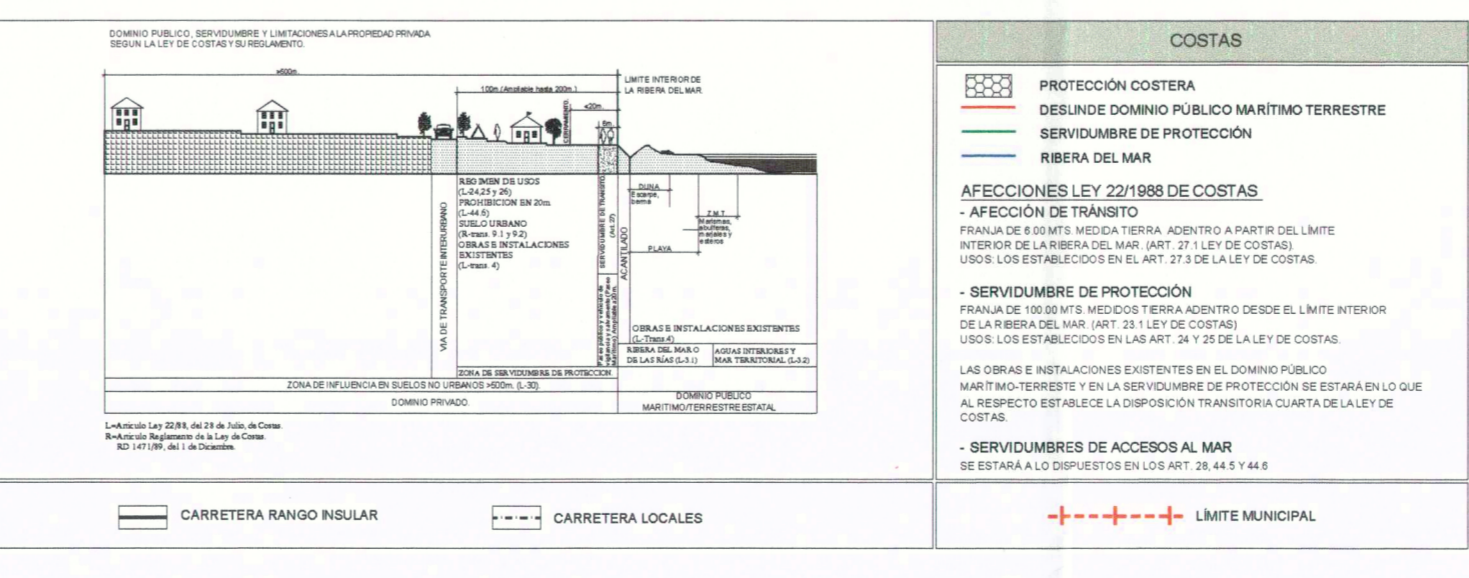 DOMINIO PUBLICO, SERVIDUMBRE Y LIMITACIONES A LA PROPIEDAD PRIVADA
SEGUN LA LEY DE COSTAS Y SU REGLAMENTO.
>500m.
LIMITE INTERIOR DE
LA RIBERA DEL MAR.
100m (Ampliable hasta 200m.)
<20m.
CERRAMIENTO.
6m
VIA DE TRANSPORTE INTERURBANO
REGIMEN DE USOS
(L-24,25 y 26)
PROHIBICION EN 20m
(L-44.6)
SUELO URBANO
(R-trans. 9.1 y 9.2)
OBRAS E INSTALACIONES
EXISTENTES
(L-trans. 4)
SERVIDUMBRE DE TRANSITO.
(Art. 27)
ACANTILADO
DUNA
Escarpe,
berma
Z.M.T.
Marismas,
albuferas,
marjales y
esteros
PLAYA
OBRAS E INSTALACIONES EXISTENTES
(L-Trans.4)
RIBERA DEL MAR O
DE LAS RÍAS (L-3.1)
AGUAS INTERIORES Y
MAR TERRITORIAL (L-3.2)
ZONA DE SERVIDUMBRE DE PROTECCION.
ZONA DE INFLUENCIA EN SUELOS NO URBANOS >500m. (L-30).
DOMINIO PRIVADO.
DOMINIO PUBLICO
MARITIMO/TERRESTRE ESTATAL
L=Articulo Ley 22/88, del 28 de Julio, de Costas.
R=Articulo Reglamento de la Ley de Costas.
RD 1471/89, del 1 de Diciembre.
COSTAS
PROTECCIÓN COSTERA
DESLINDE DOMINIO PÚBLICO MARÍTIMO TERRESTRE
SERVIDUMBRE DE PROTECCIÓN
RIBERA DEL MAR
AFECCIONES LEY 22/1988 DE COSTAS
- AFECCIÓN DE TRÁNSITO
FRANJA DE 6.00 MTS. MEDIDA TIERRA ADENTRO A PARTIR DEL LÍMITE
INTERIOR DE LA RIBERA DEL MAR. (ART. 27.1 LEY DE COSTAS).
USOS: LOS ESTABLECIDOS EN EL ART. 27.3 DE LA LEY DE COSTAS.
- SERVIDUMBRE DE PROTECCIÓN
FRANJA DE 100.00 MTS. MEDIDOS TIERRA ADENTRO DESDE EL LÍMITE INTERIOR
DE LA RIBERA DEL MAR. (ART. 23.1 LEY DE COSTAS)
USOS: LOS ESTABLECIDOS EN LAS ART. 24 Y 25 DE LA LEY DE COSTAS.
LAS OBRAS E INSTALACIONES EXISTENTES EN EL DOMINIO PÚBLICO
MARÍTIMO-TERRESTE Y EN LA SERVIDUMBRE DE PROTECCIÓN SE ESTARÁ EN LO QUE
AL RESPECTO ESTABLECE LA DISPOSICIÓN TRANSITORIA CUARTA DE LA LEY DE
COSTAS.
- SERVIDUMBRES DE ACCESOS AL MAR
SE ESTARÁ A LO DISPUESTOS EN LOS ART. 28, 44.5 Y 44.6
CARRETERA RANGO INSULAR
CARRETERA LOCALES
LÍMITE MUNICIPAL